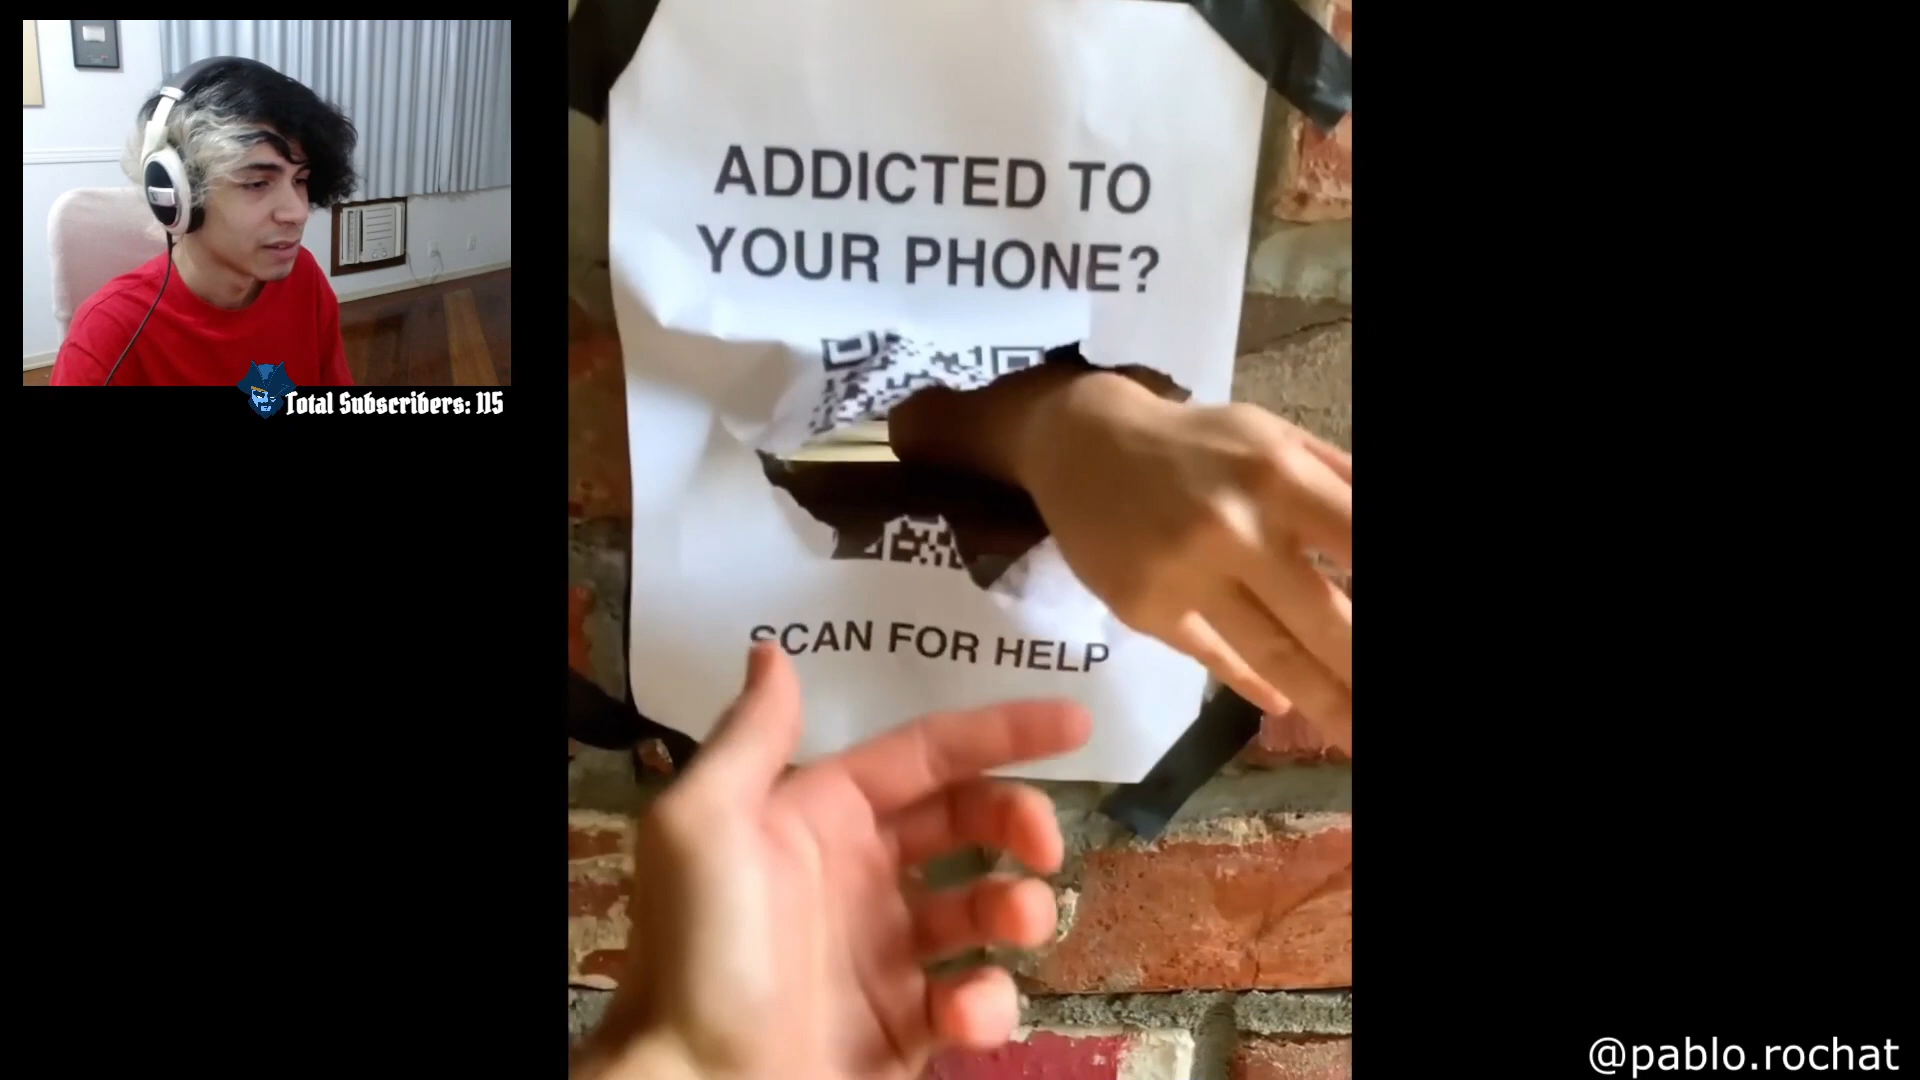 Total Subscribers: 115
ADDICTED TO
YOUR PHONE?
SCAN FOR HELP
@pablo.rochat